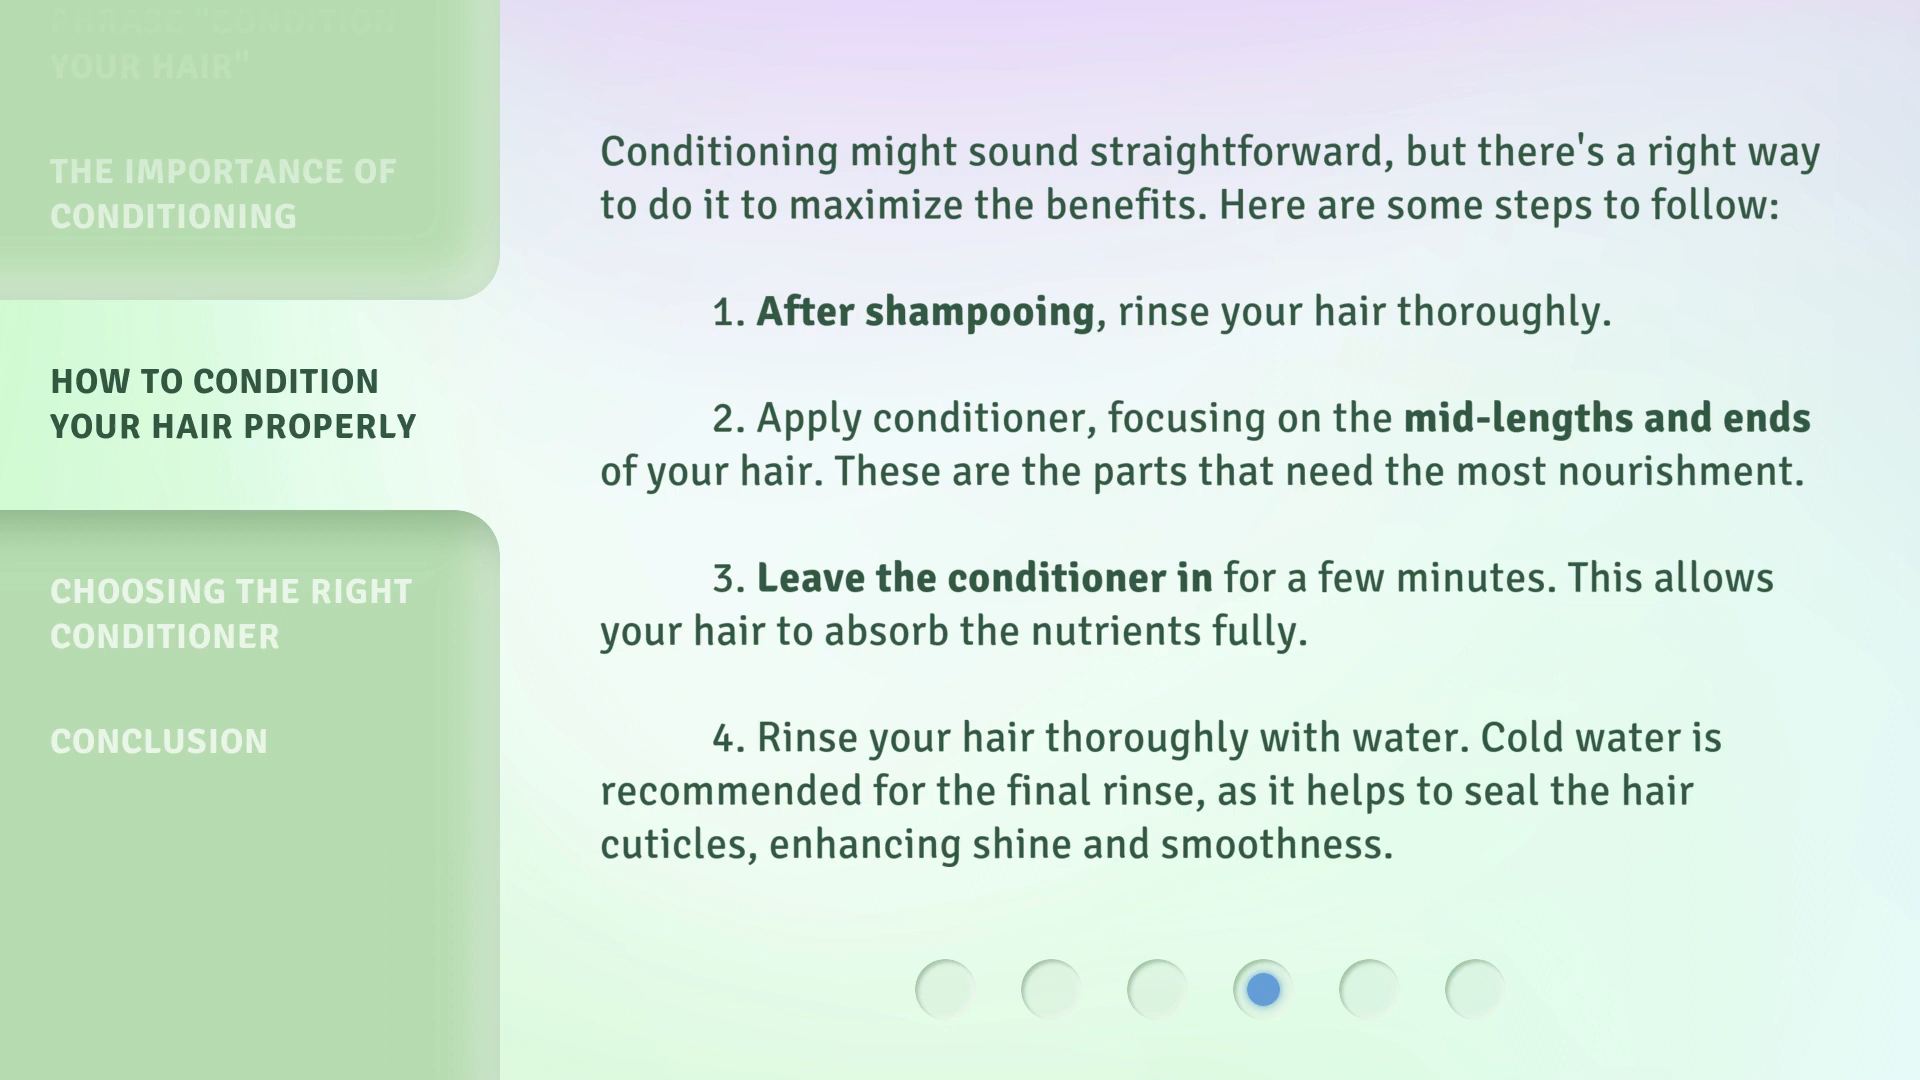 PHRASE "CONDITION
YOUR HAIR"
THE IMPORTANCE OF
CONDITIONING
HOW TO CONDITION
YOUR HAIR PROPERLY
CHOOSING THE RIGHT
CONDITIONER
CONCLUSION
Conditioning might sound straightforward, but there's a right way
to do it to maximize the benefits. Here are some steps to follow:
1. After shampooing, rinse your hair thoroughly.
2. Apply conditioner, focusing on the mid-lengths and ends
of your hair. These are the parts that need the most nourishment.
3. Leave the conditioner in for a few minutes. This allows
your hair to absorb the nutrients fully.
4. Rinse your hair thoroughly with water. Cold water is
recommended for the final rinse, as it helps to seal the hair
cuticles, enhancing shine and smoothness.